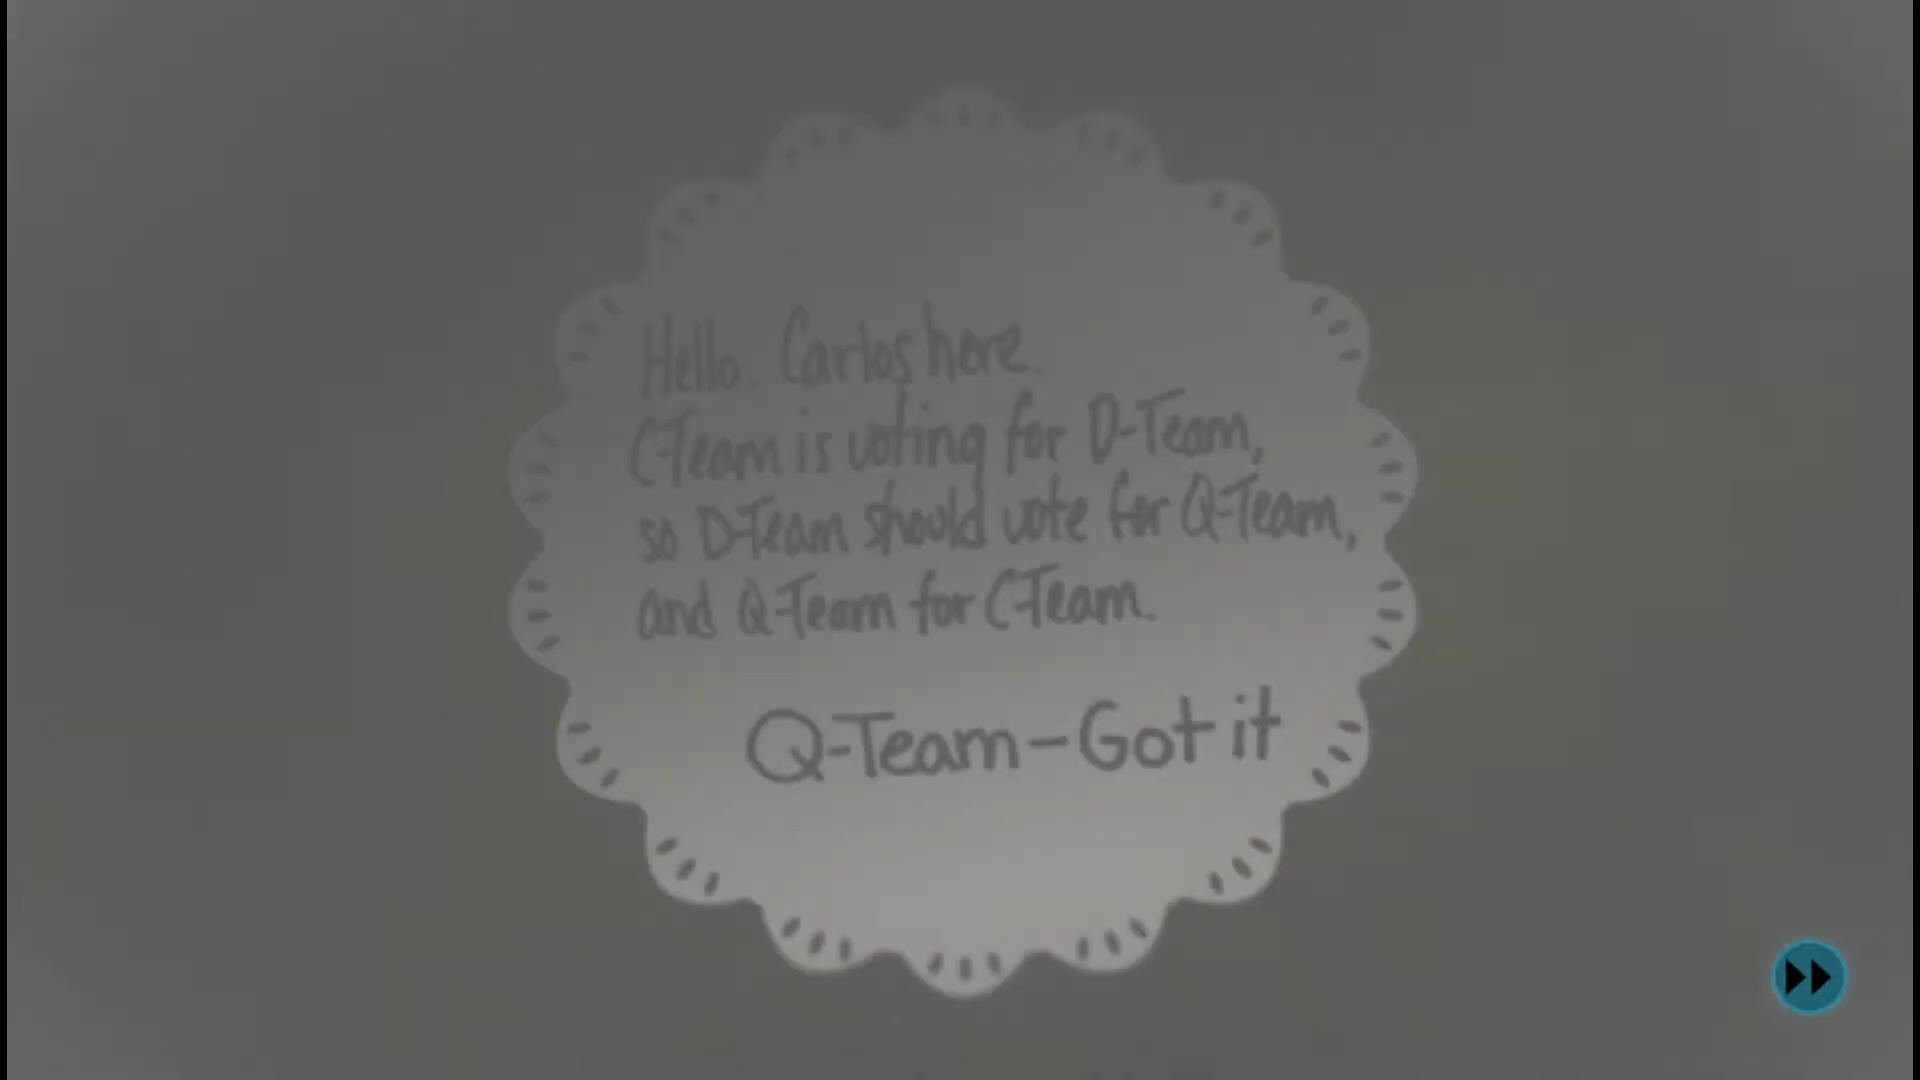 Hello. Carlos here.
C-Team is voting for D-Team,
so D-Team should vote for Q-Team,
and Q-Team for C-Team.
Q-Team-Got it